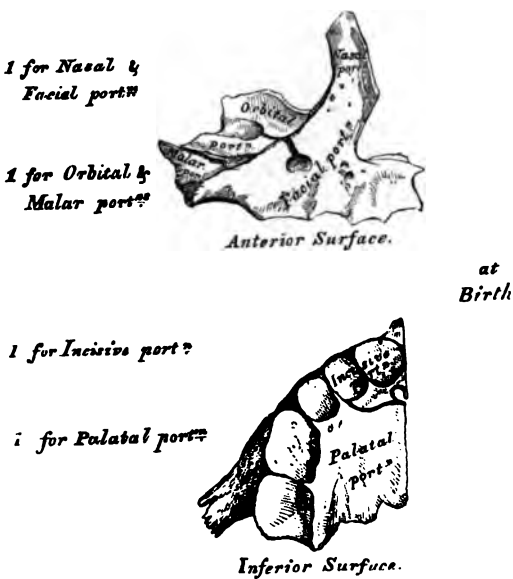 1 for Nasal &
Facial portn
Nasal
portn
Orbital
portn
Malar
portn
Facial portn
1 for Orbital &
Malar portns
Anterior Surface.
at
Birth
1 for Incisive portn
Incisive
portn
1 for Palatal portn
Palatal
portn
Inferior Surface.